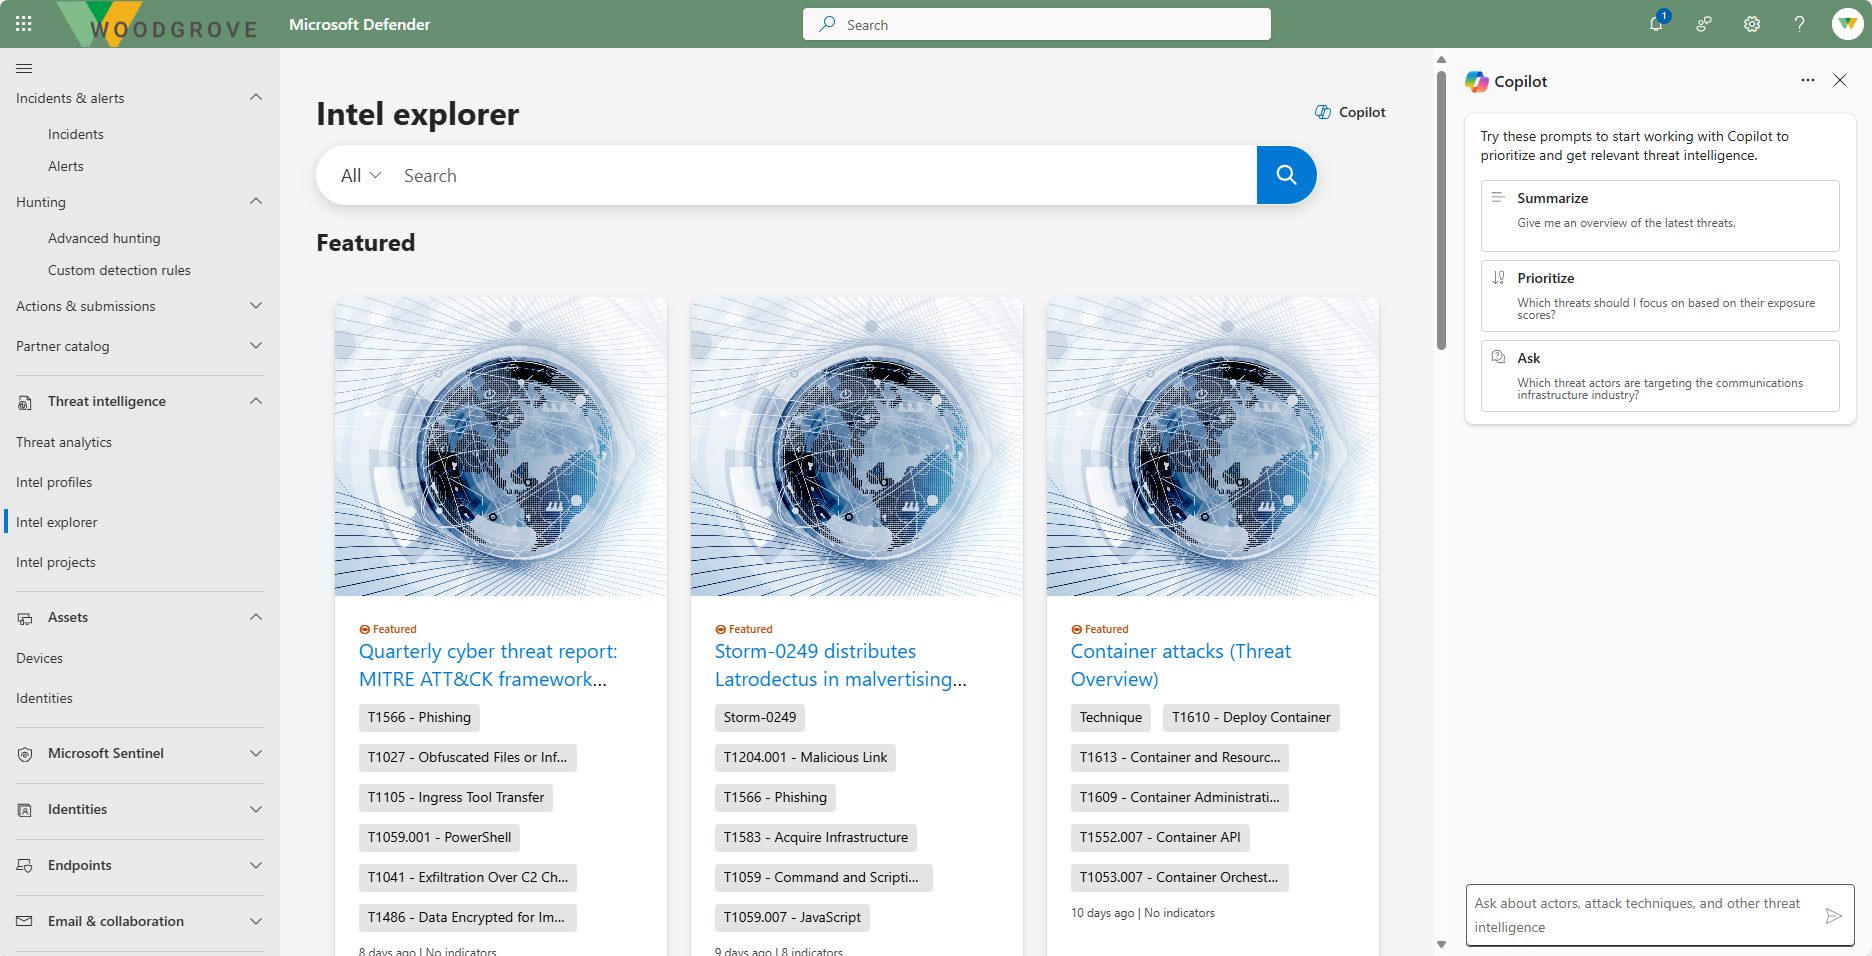 WOODGROVE
Microsoft Defender
Search
1
Incidents & alerts
Incidents
Alerts
Hunting
Advanced hunting
Custom detection rules
Actions & submissions
Partner catalog
Threat intelligence
Threat analytics
Intel profiles
Intel explorer
Intel projects
Assets
Devices
Identities
Microsoft Sentinel
Identities
Endpoints
Email & collaboration
Intel explorer
Copilot
All
Search
Featured
Featured
Quarterly cyber threat report:
MITRE ATT&CK framework...
T1566 - Phishing
T1027 - Obfuscated Files or Inf...
T1105 - Ingress Tool Transfer
T1059.001 - PowerShell
T1041 - Exfiltration Over C2 Ch...
T1486 - Data Encrypted for Im...
8 days ago | No indicators
Featured
Storm-0249 distributes
Latrodectus in malvertising...
Storm-0249
T1204.001 - Malicious Link
T1566 - Phishing
T1583 - Acquire Infrastructure
T1059 - Command and Scripti...
T1059.007 - JavaScript
9 days ago | 8 indicators
Featured
Container attacks (Threat
Overview)
Technique
T1610 - Deploy Container
T1613 - Container and Resourc...
T1609 - Container Administrati...
T1552.007 - Container API
T1053.007 - Container Orchest...
10 days ago | No indicators
Copilot
Try these prompts to start working with Copilot to
prioritize and get relevant threat intelligence.
Summarize
Give me an overview of the latest threats.
Prioritize
Which threats should I focus on based on their exposure
scores?
Ask
Which threat actors are targeting the communications
infrastructure industry?
Ask about actors, attack techniques, and other threat
intelligence